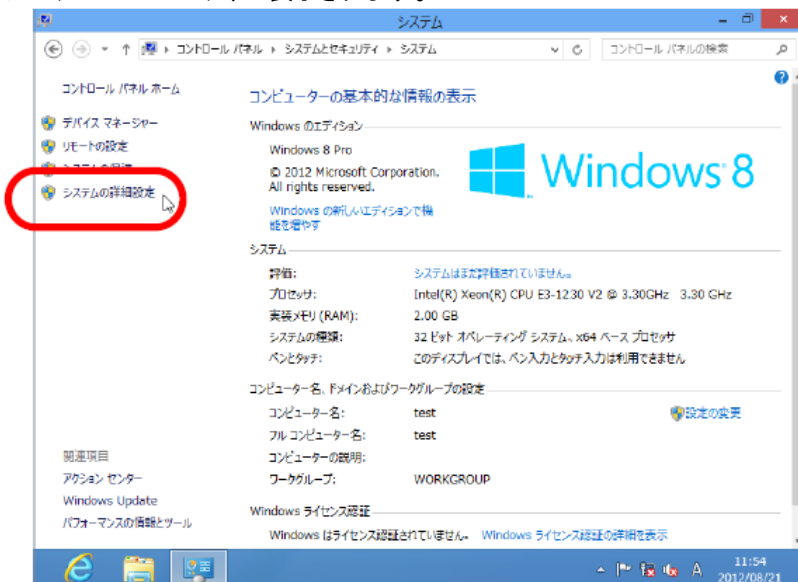 システム
コントロール パネル ▸ システムとセキュリティ ▸ システム
コントロール パネルの検索
コントロール パネル ホーム
コンピューターの基本的な情報の表示
デバイス マネージャー
Windows のエディション
リモートの設定
Windows 8 Pro
© 2012 Microsoft Corporation.
All rights reserved.
Windows 8
システムの詳細設定
Windows の新しいエディションで機
能を増やす
システム
評価: システムはまだ評価されていません。
プロセッサ: Intel(R) Xeon(R) CPU E3-1230 V2 @ 3.30GHz 3.30 GHz
実装メモリ (RAM): 2.00 GB
システムの種類: 32 ビット オペレーティング システム、x64 ベース プロセッサ
ペンとタッチ: このディスプレイでは、ペン入力とタッチ入力は利用できません
コンピューター名、ドメインおよびワークグループの設定
コンピューター名: test 設定の変更
フル コンピューター名: test
コンピューターの説明:
ワークグループ: WORKGROUP
関連項目
アクション センター
Windows Update
パフォーマンスの情報とツール
Windows ライセンス認証
Windows はライセンス認証されていません。 Windows ライセンス認証の詳細を表示
A 11:54
2012/08/21